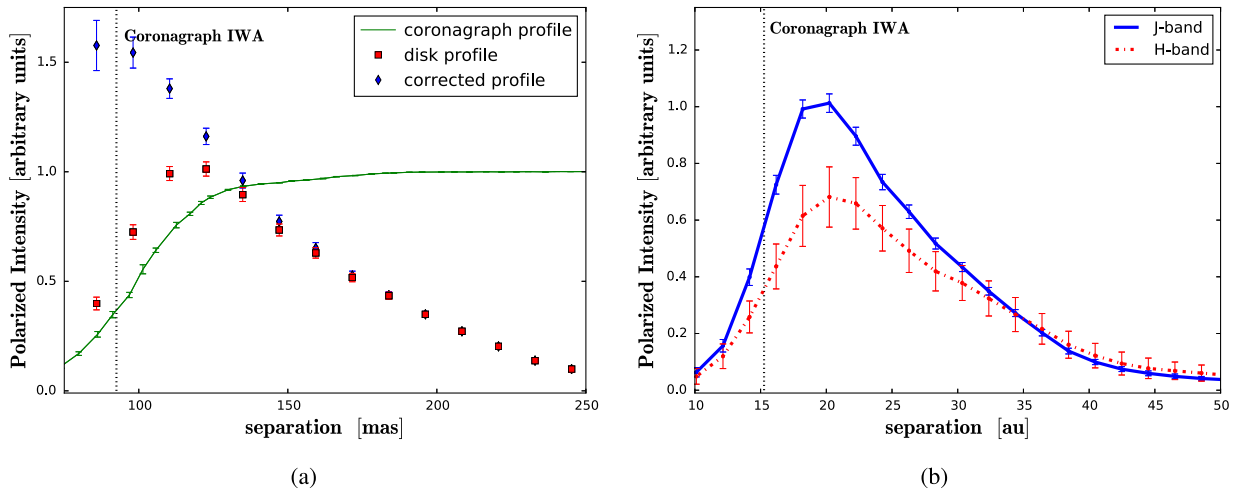 Coronagraph IWA
coronagraph profile
disk profile
corrected profile
Polarized Intensity [arbitrary units]
1.5
1.0
0.5
0.0
100
150
200
250
separation [mas]
(a)
Coronagraph IWA
J-band
H-band
Polarized Intensity [arbitrary units]
1.2
1.0
0.8
0.6
0.4
0.2
0.0
10
15
20
25
30
35
40
45
50
separation [au]
(b)